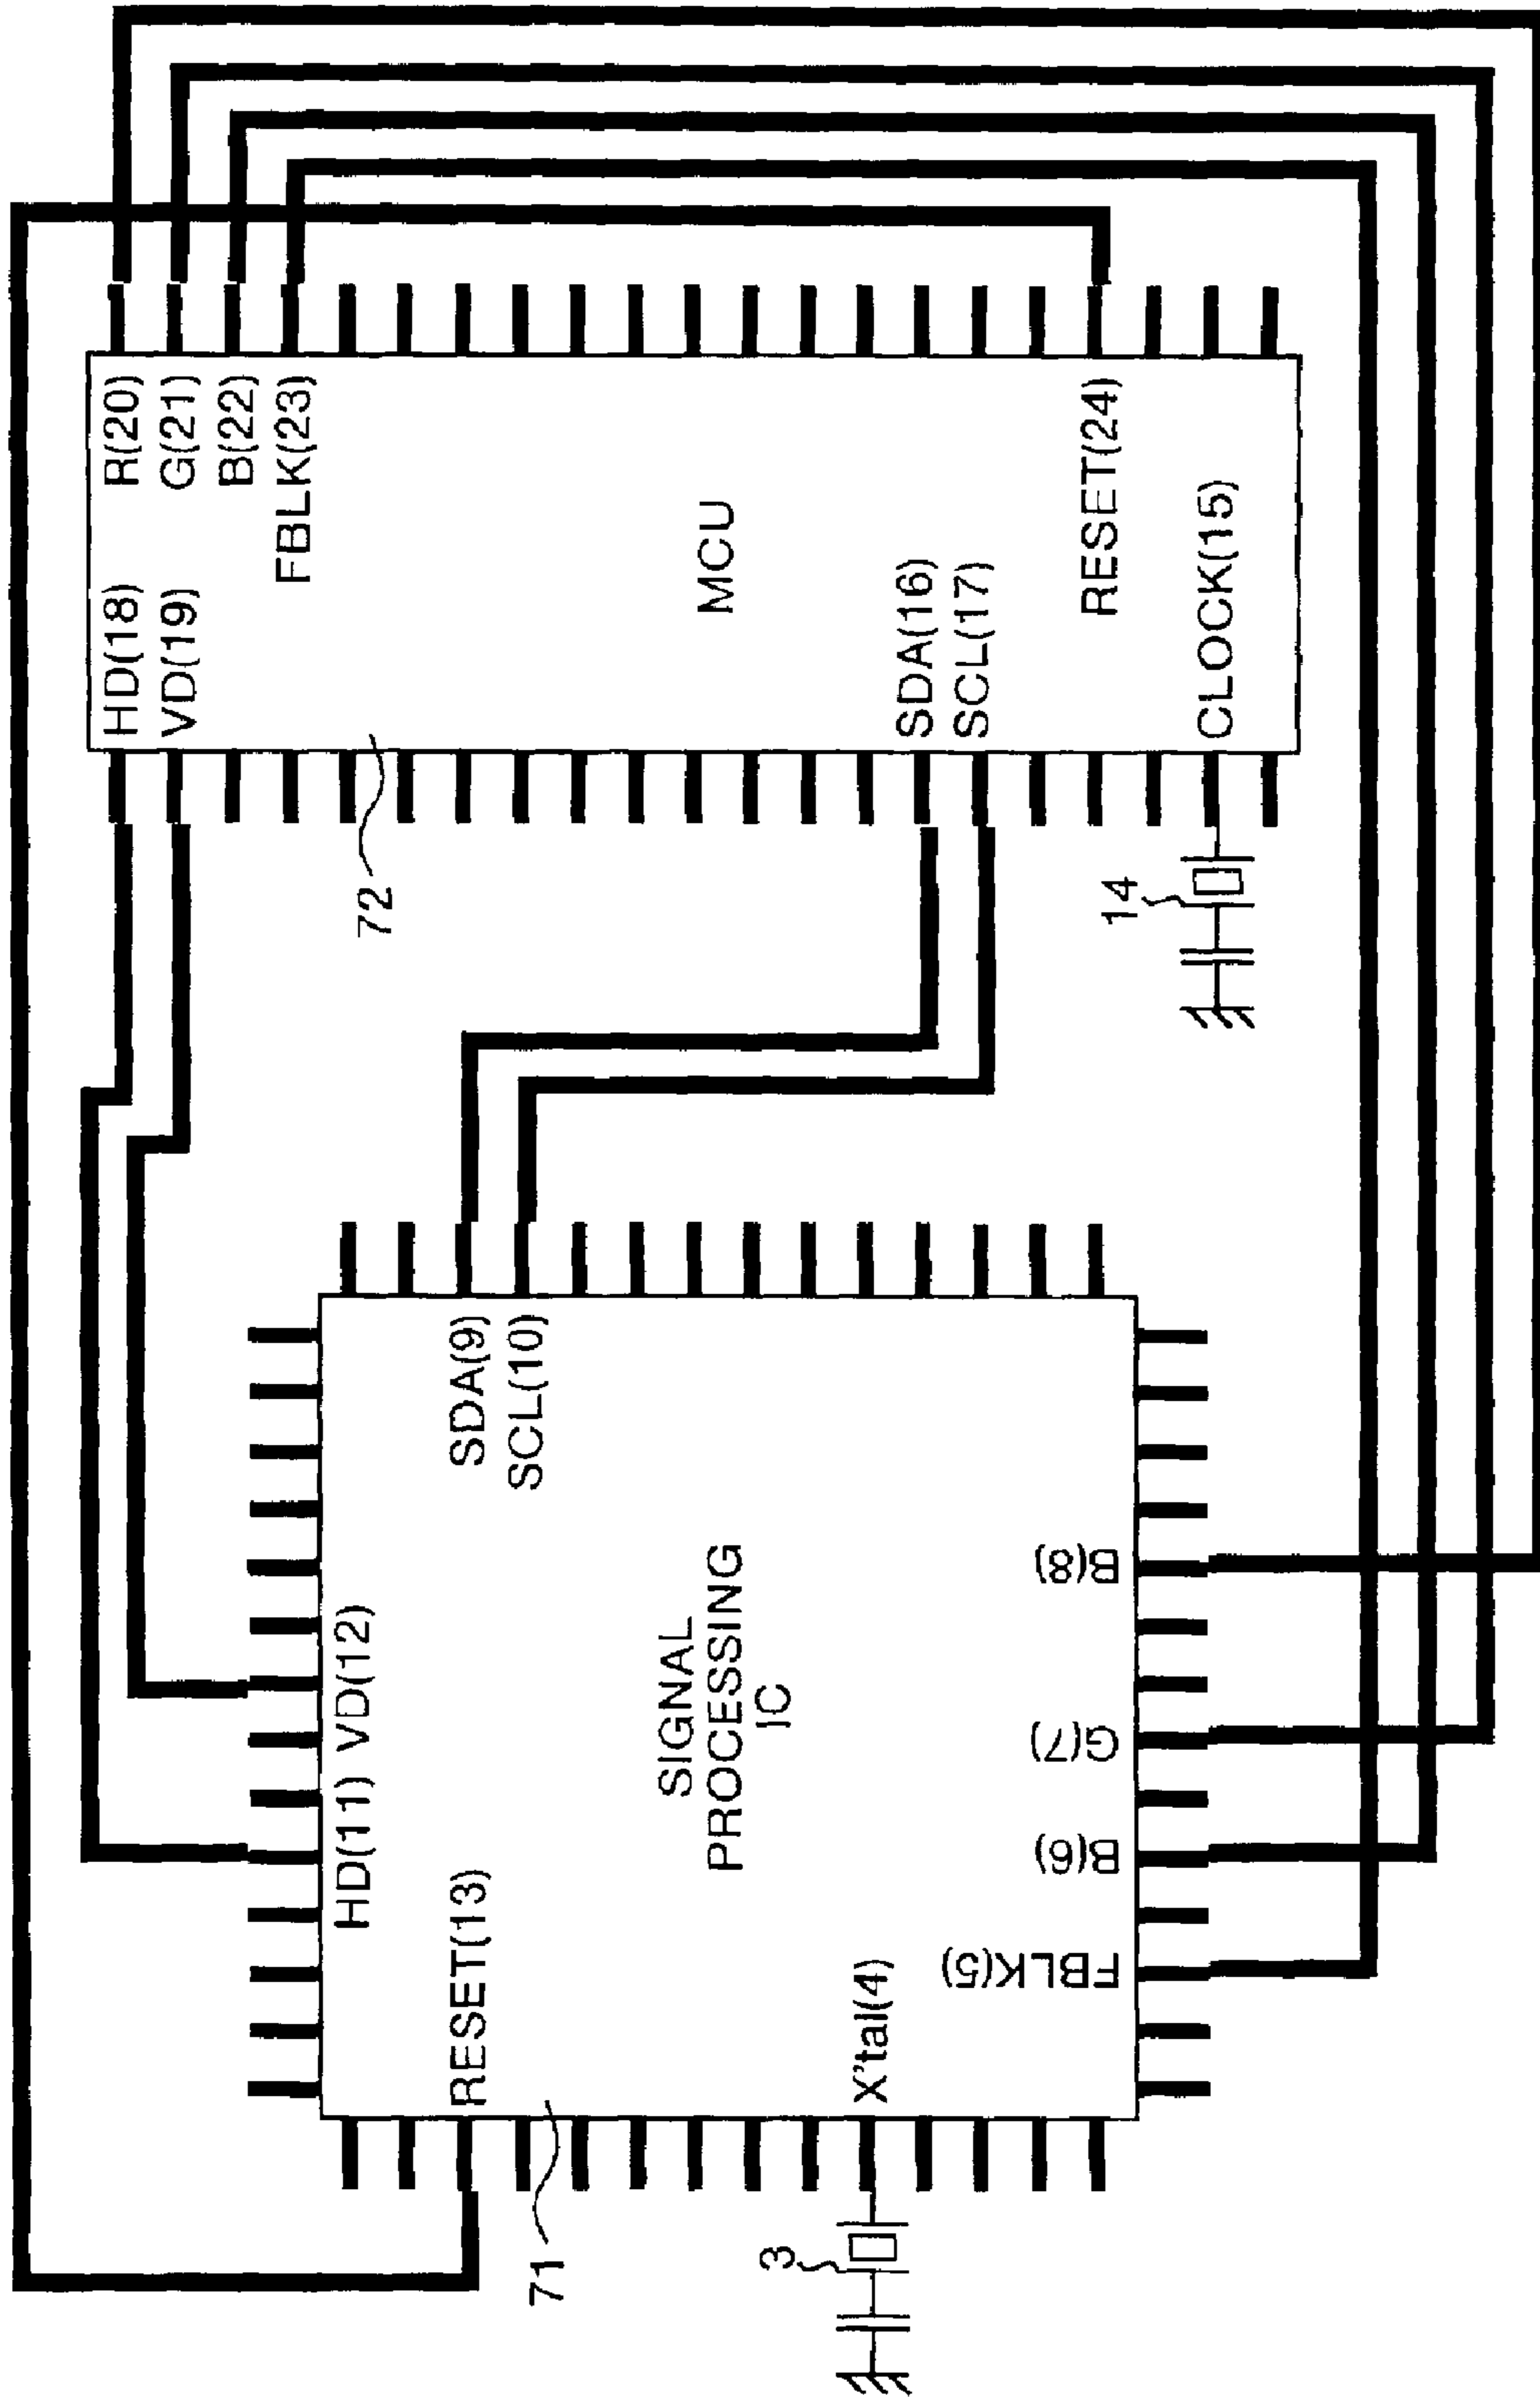 HD(18)
R(20)
VD(19)
G(21)
B(22)
FBLK(23)
72
MCU
SDA(16)
SCL(17)
RESET(24)
14
CLOCK(15)
HD(11)
VD(12)
RESET(13)
SDA(9)
SCL(10)
71
SIGNAL
PROCESSING
IC
3
X'tal(4)
FBLK(5)
B(6)
G(7)
B(8)